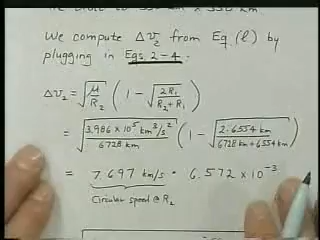 We compute Δv₂ from Eq (ℓ) by
plugging in Eqs. 2-4.
Δv₂ = √(μ/R₂) (1 - √(2R₁/(R₂+R₁)))
= √(3.986 × 10⁵ km³/s²/6728 km) (1 - √(2·6554 km/(6728 km + 6554 km)))
= 7.697 km/s · 6.572 × 10⁻³
Circular speed @ R₂